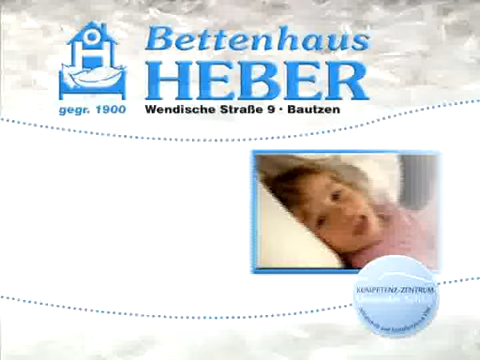 Bettenhaus
HEBER
gegr. 1900
Wendische Straße 9 · Bautzen
KOMPETENZ-ZENTRUM